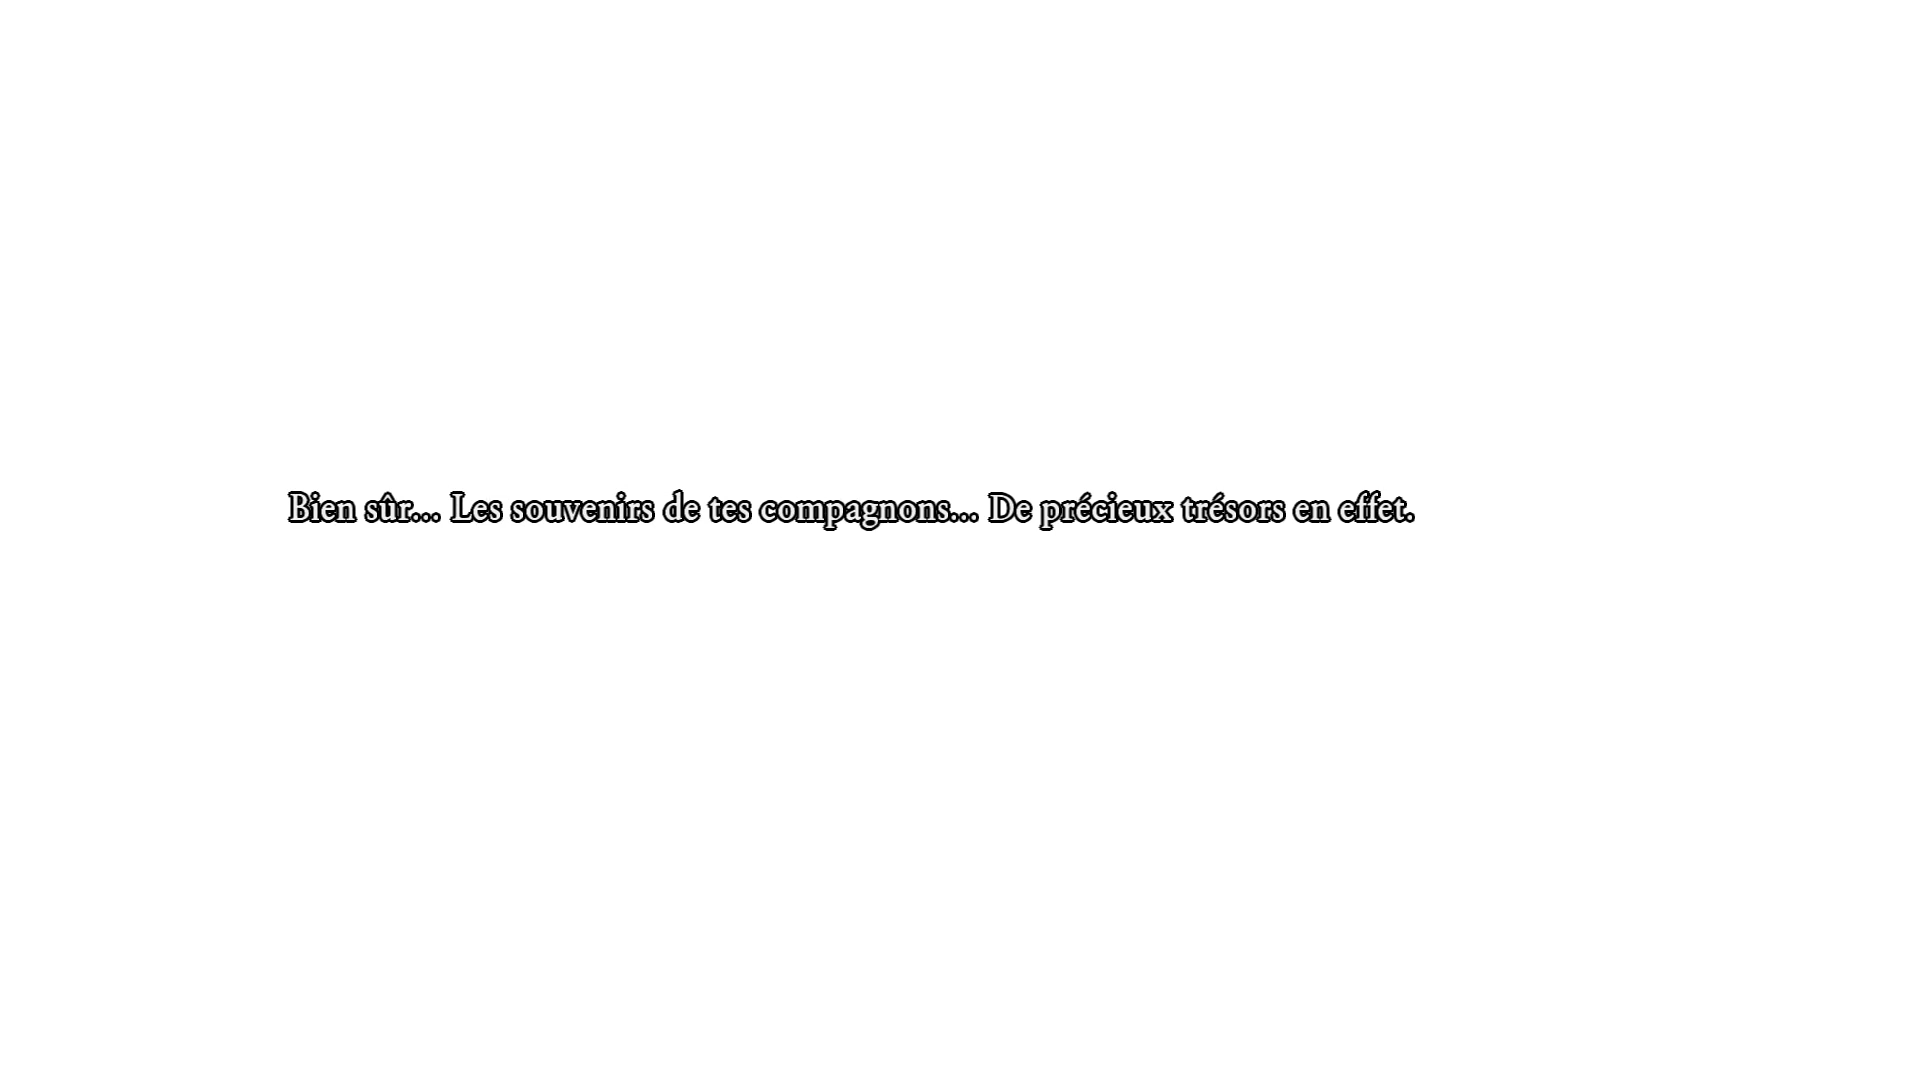 Bien sûr... Les souvenirs de tes compagnons... De précieux trésors en effet.